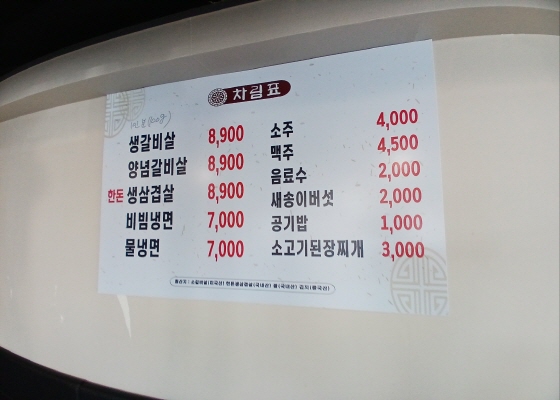 차림표
생갈비살 8,900
양념갈비살 8,900
한돈 생삼겹살 8,900
비빔냉면 7,000
물냉면 7,000
소주 4,000
맥주 4,500
음료수 2,000
새송이버섯 2,000
공기밥 1,000
소고기된장찌개 3,000